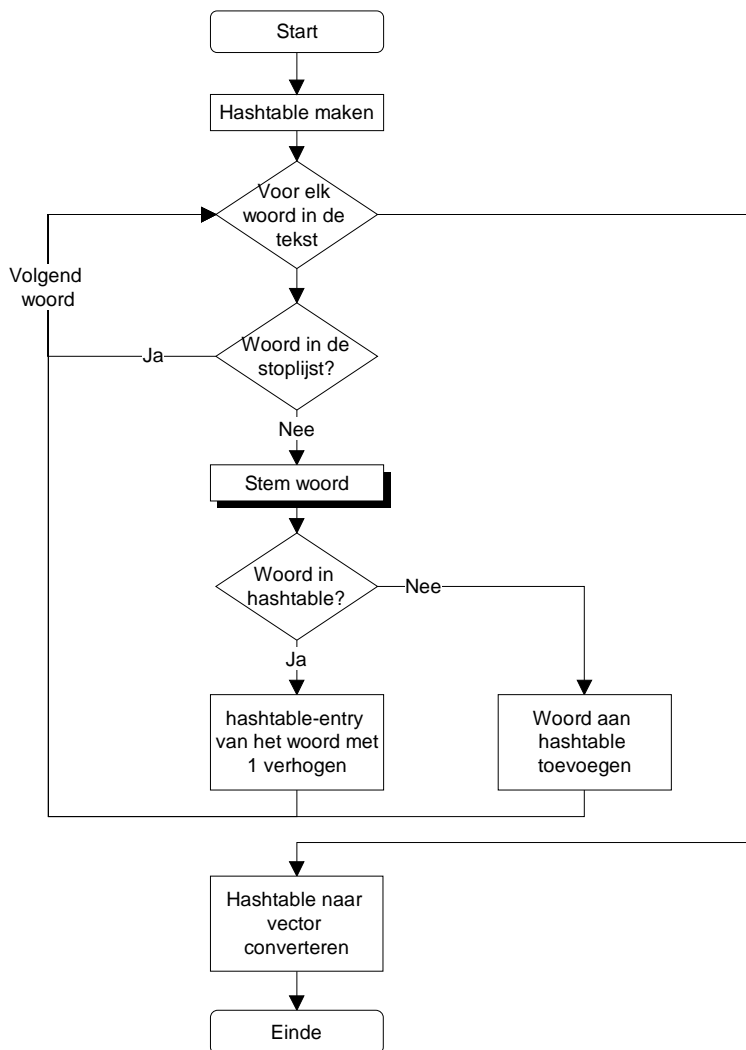 Start
Hashtable maken
Voor elk
woord in de
tekst
Volgend
woord
Woord in de
stoplijst?
Ja
Nee
Stem woord
Woord in
hashtable?
Nee
Ja
hashtable-entry
van het woord met
1 verhogen
Woord aan
hashtable
toevoegen
Hashtable naar
vector
converteren
Einde